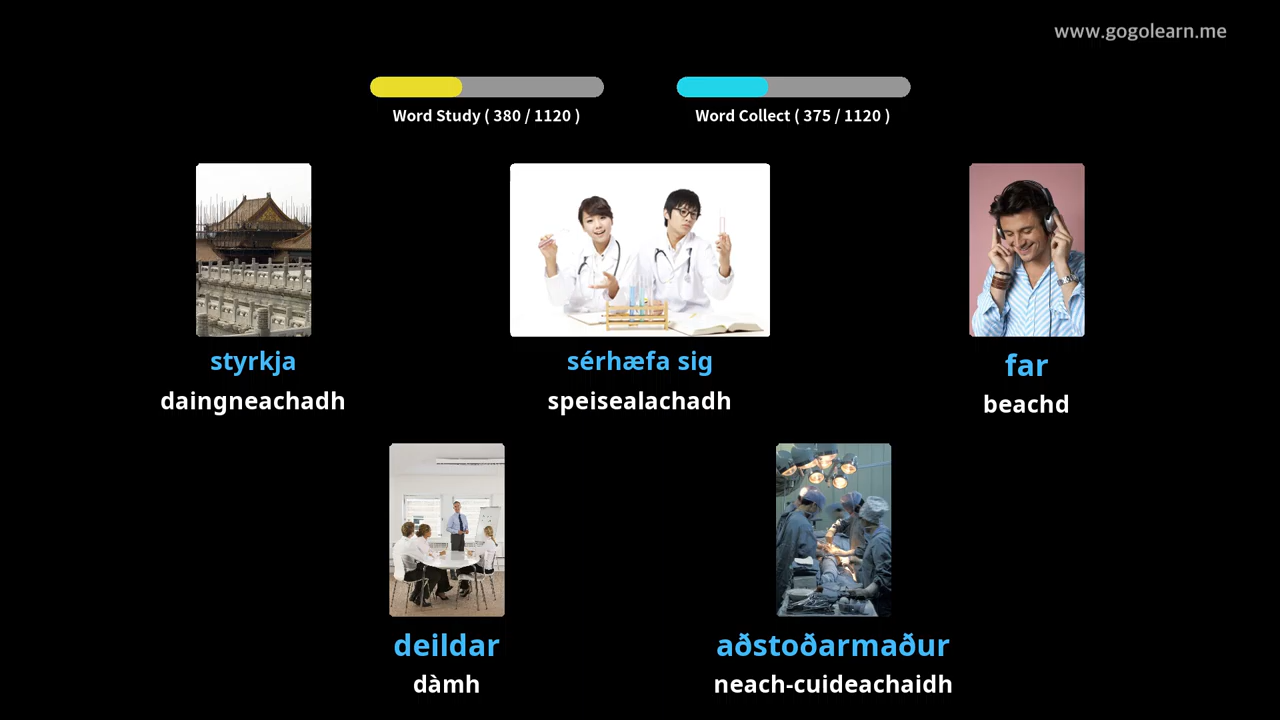 www.gogolearn.me
Word Study ( 380 / 1120 )
Word Collect ( 375 / 1120 )
styrkja
daingneachadh
sérhæfa sig
speisealachadh
far
beachd
deildar
dàmh
aðstoðarmaður
neach-cuideachaidh